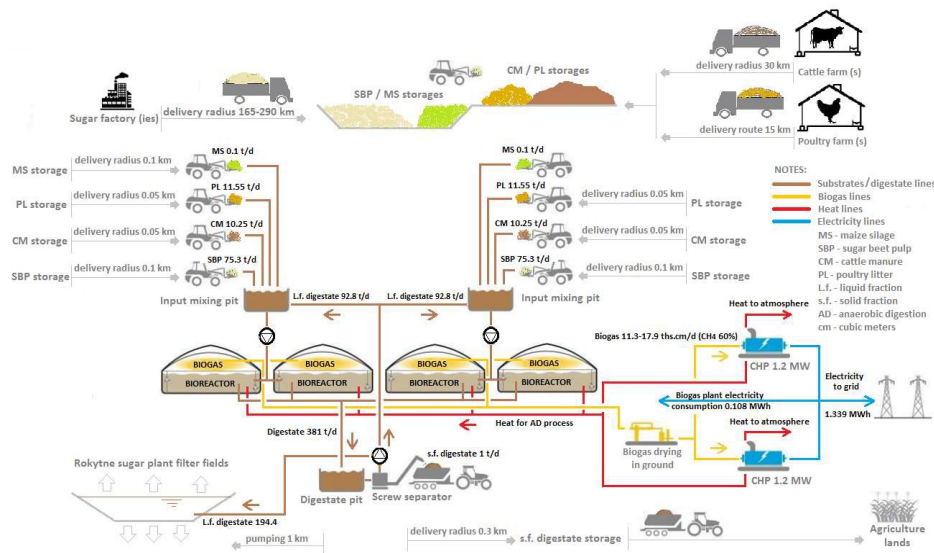 delivery radius 30 km
Cattle farm (s)
delivery route 15 km
Poultry farm (s)
CM / PL storages
SBP / MS storages
Sugar factory (ies)
delivery radius 165-290 km
MS storage
delivery radius 0.1 km
MS 0.1 t/d
PL storage
delivery radius 0.05 km
PL 11.55 t/d
CM storage
delivery radius 0.05 km
CM 10.25 t/d
SBP storage
delivery radius 0.1 km
SBP 75.3 t/d
Input mixing pit
MS 0.1 t/d
PL 11.55 t/d
delivery radius 0.05 km
PL storage
CM 10.25 t/d
delivery radius 0.05 km
CM storage
SBP 75.3 t/d
delivery radius 0.1 km
SBP storage
Input mixing pit
L.f. digestate 92.8 t/d
L.f. digestate 92.8 t/d
NOTES:
Substrates/digestate lines
Biogas lines
Heat lines
Electricity lines
MS - maize silage
SBP - sugar beet pulp
CM - cattle manure
PL - poultry litter
L.f. - liquid fraction
s.f. - solid fraction
AD - anaerobic digestion
cm - cubic meters
BIOGAS
BIOGAS
BIOGAS
BIOGAS
BIOREACTOR
BIOREACTOR
BIOREACTOR
BIOREACTOR
Heat to atmosphere
Biogas 11.3-17.9 ths.cm/d (CH4 60%)
CHP 1.2 MW
Electricity
to grid
Biogas plant electricity
consumption 0.108 MWh
1.339 MWh
Heat to atmosphere
CHP 1.2 MW
Digestate 381 t/d
Heat for AD process
Biogas drying
in ground
s.f. digestate 1 t/d
Digestate pit
Screw separator
Rokytne sugar plant filter fields
L.f. digestate 194.4
pumping 1 km
delivery radius 0.3 km
s.f. digestate storage
Agriculture
lands